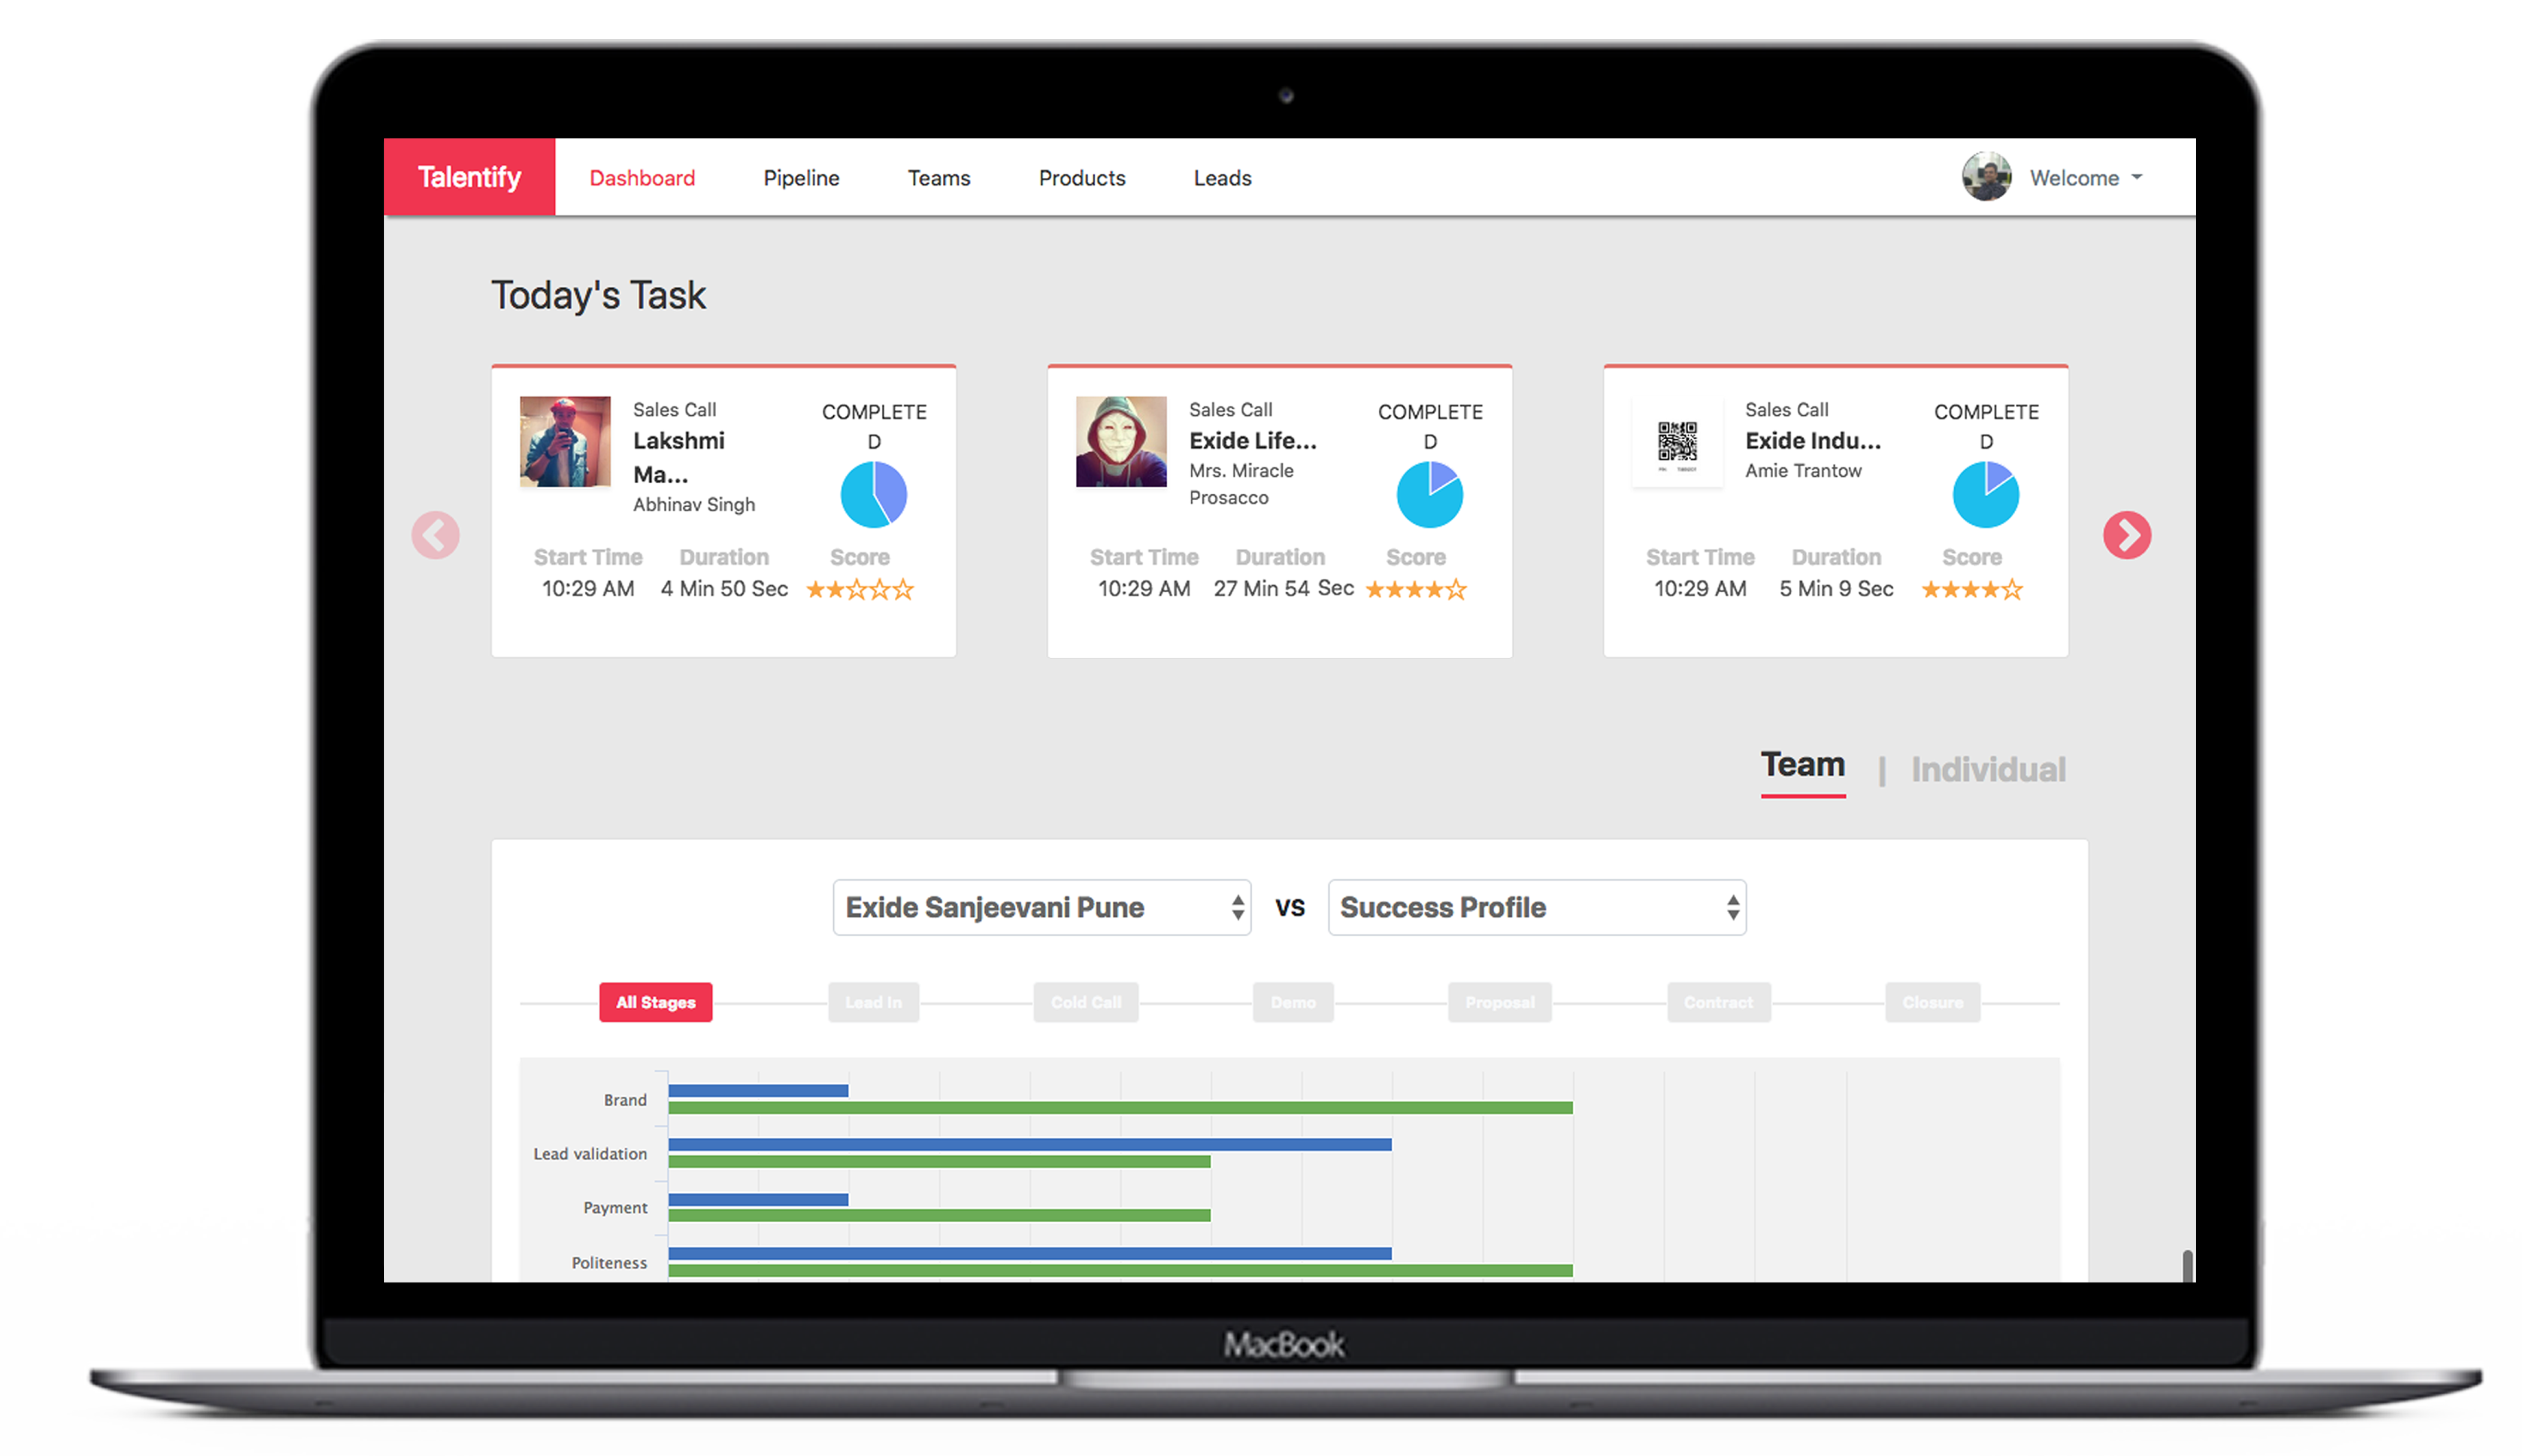 Talentify Dashboard Pipeline Teams Products Leads Welcome
Today's Task
Sales Call
Lakshmi
Ma...
Abhinav Singh
COMPLETE
D
Start Time Duration Score
10:29 AM 4 Min 50 Sec
Sales Call
Exide Life...
Mrs. Miracle
Prosacco
COMPLETE
D
Start Time Duration Score
10:29 AM 27 Min 54 Sec
Sales Call
Exide Indu...
Amie Trantow
COMPLETE
D
Start Time Duration Score
10:29 AM 5 Min 9 Sec
Team | Individual
Exide Sanjeevani Pune VS Success Profile
All Stages Lead In Cold Call Demo Proposal Contract Closure
Brand
Lead validation
Payment
Politeness
MacBook